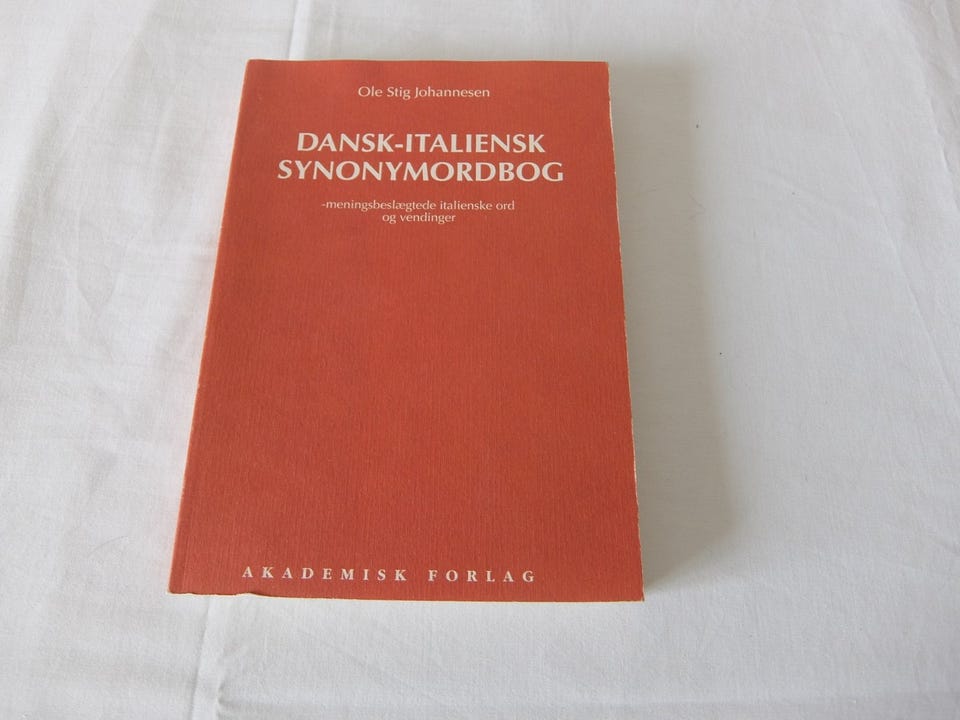 Ole Stig Johannesen
DANSK-ITALIENSK
SYNONYMORDBOG
-meningsbeslægtede italienske ord
og vendinger
AKADEMISK FORLAG